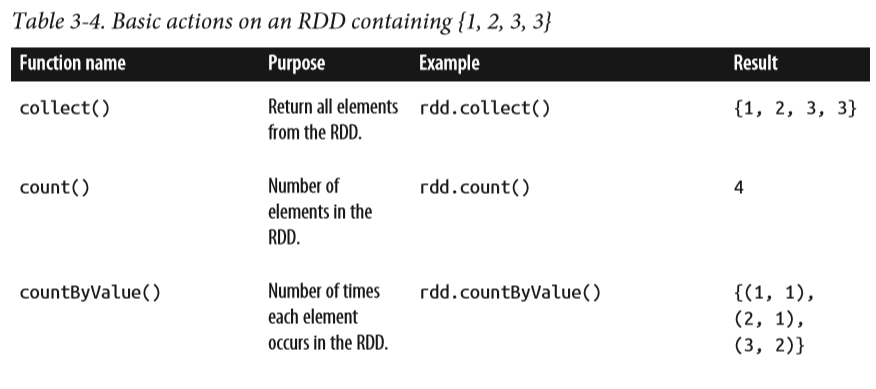 Table 3-4. Basic actions on an RDD containing {1, 2, 3, 3}
Function name Purpose Example Result
collect() Return all elements rdd.collect() {1, 2, 3, 3}
from the RDD.
count() Number of rdd.count() 4
elements in the
RDD.
countByValue() Number of times rdd.countByValue() {(1, 1),
each element (2, 1),
occurs in the RDD. (3, 2)}